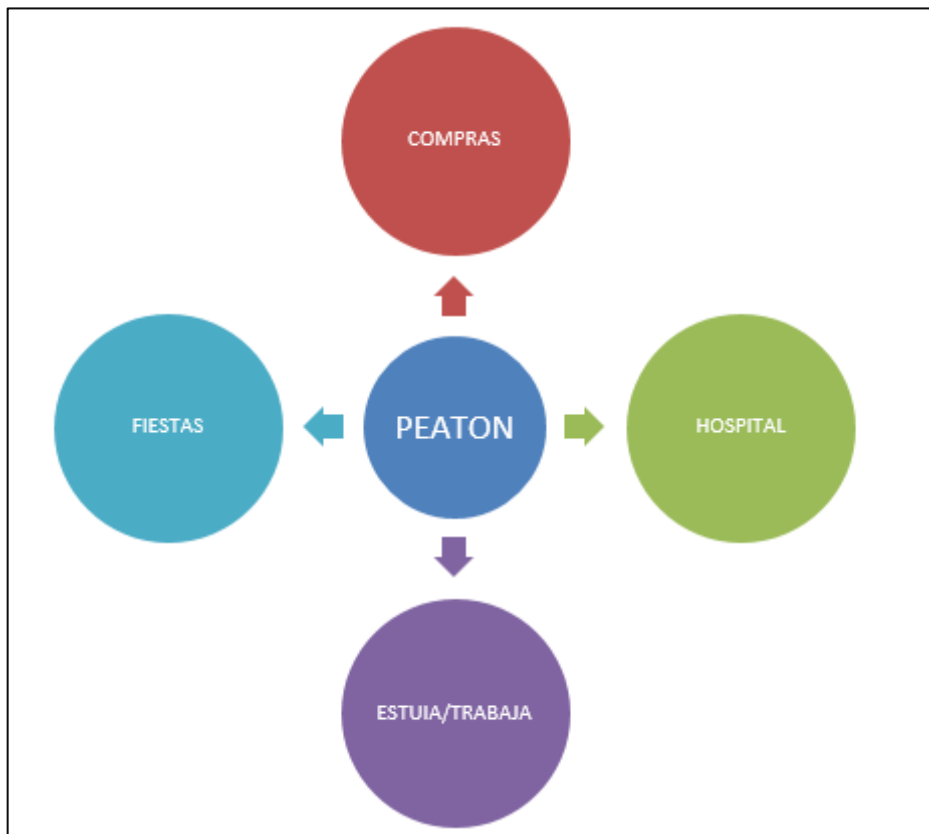 COMPRAS
FIESTAS
PEATON
HOSPITAL
ESTUIA/TRABAJA